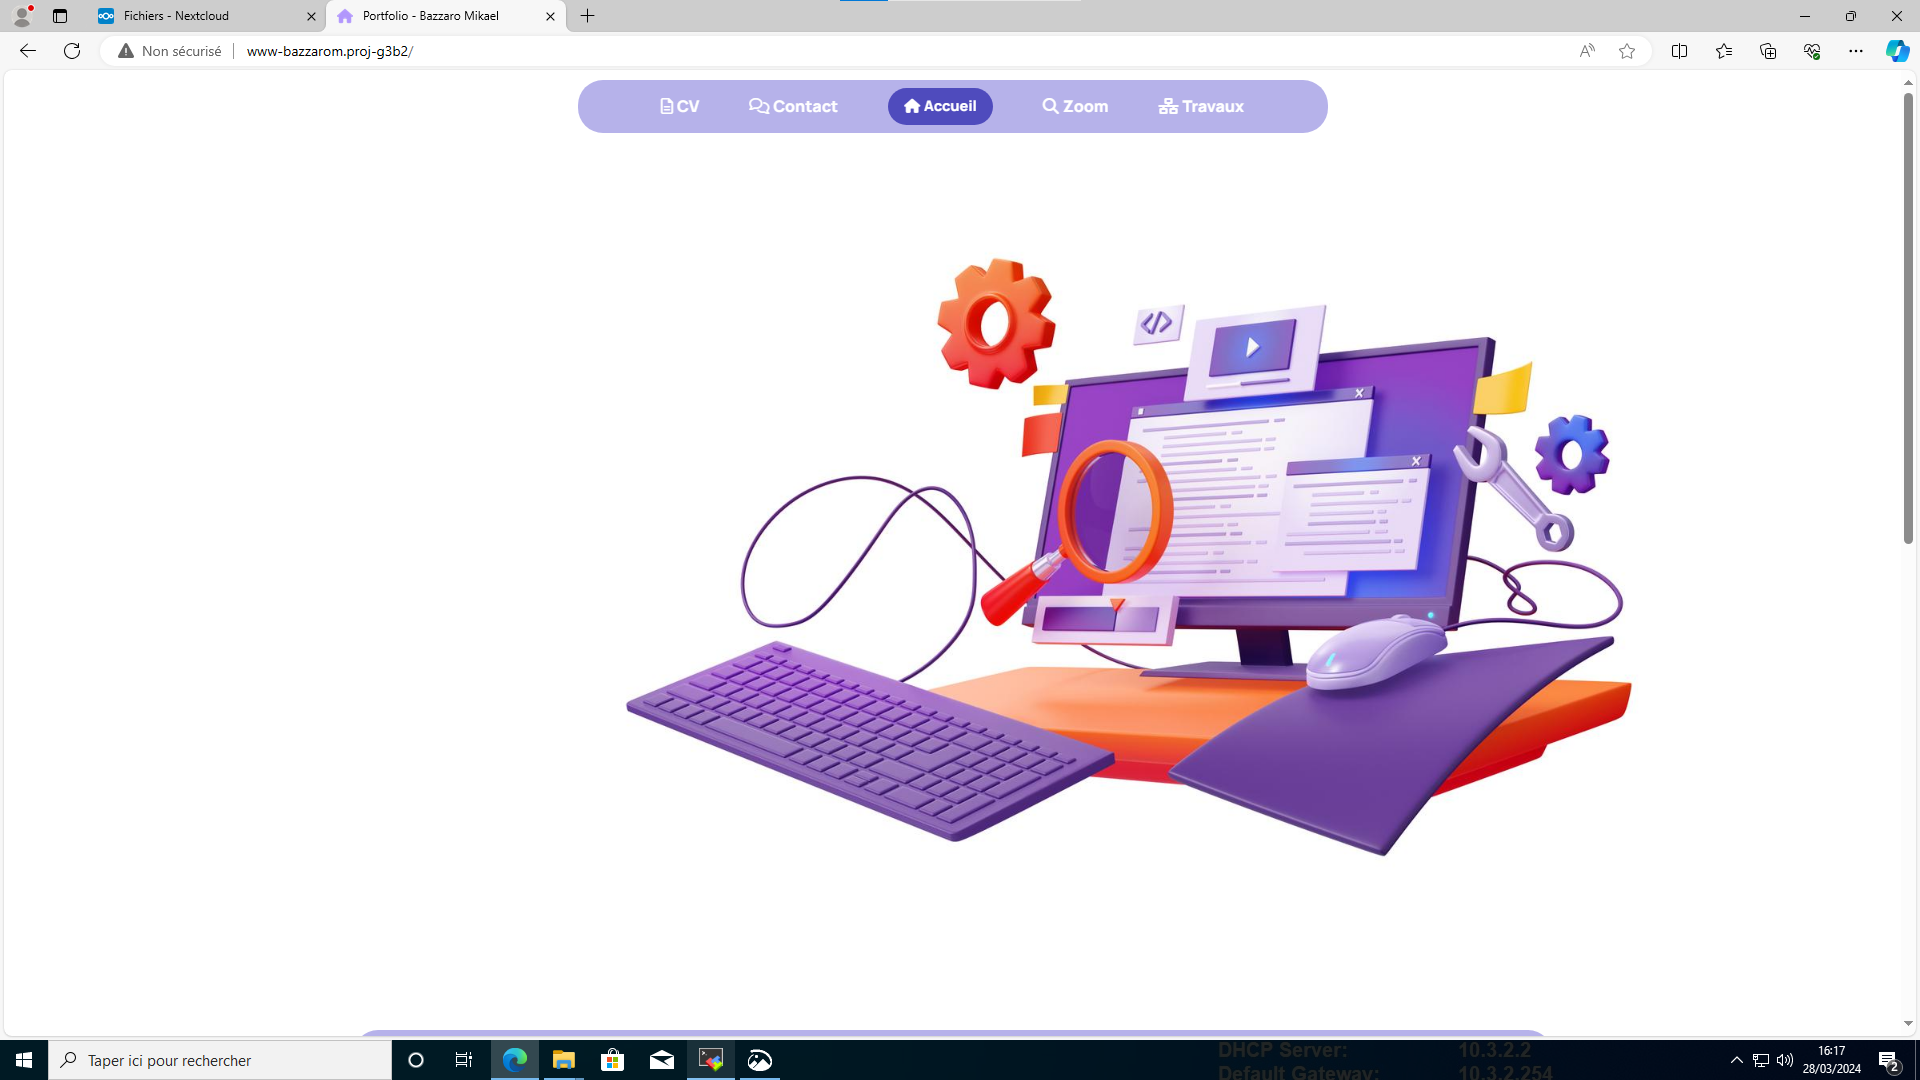 Fichiers - Nextcloud
Portfolio - Bazzaro Mikael
Non sécurisé
www-bazzarom.proj-g3b2/
CV
Contact
Accueil
Zoom
Travaux
</>
Taper ici pour rechercher
DHCP Server: 10.3.2.2
Default Gateway: 10.3.2.254
16:17
28/03/2024
2